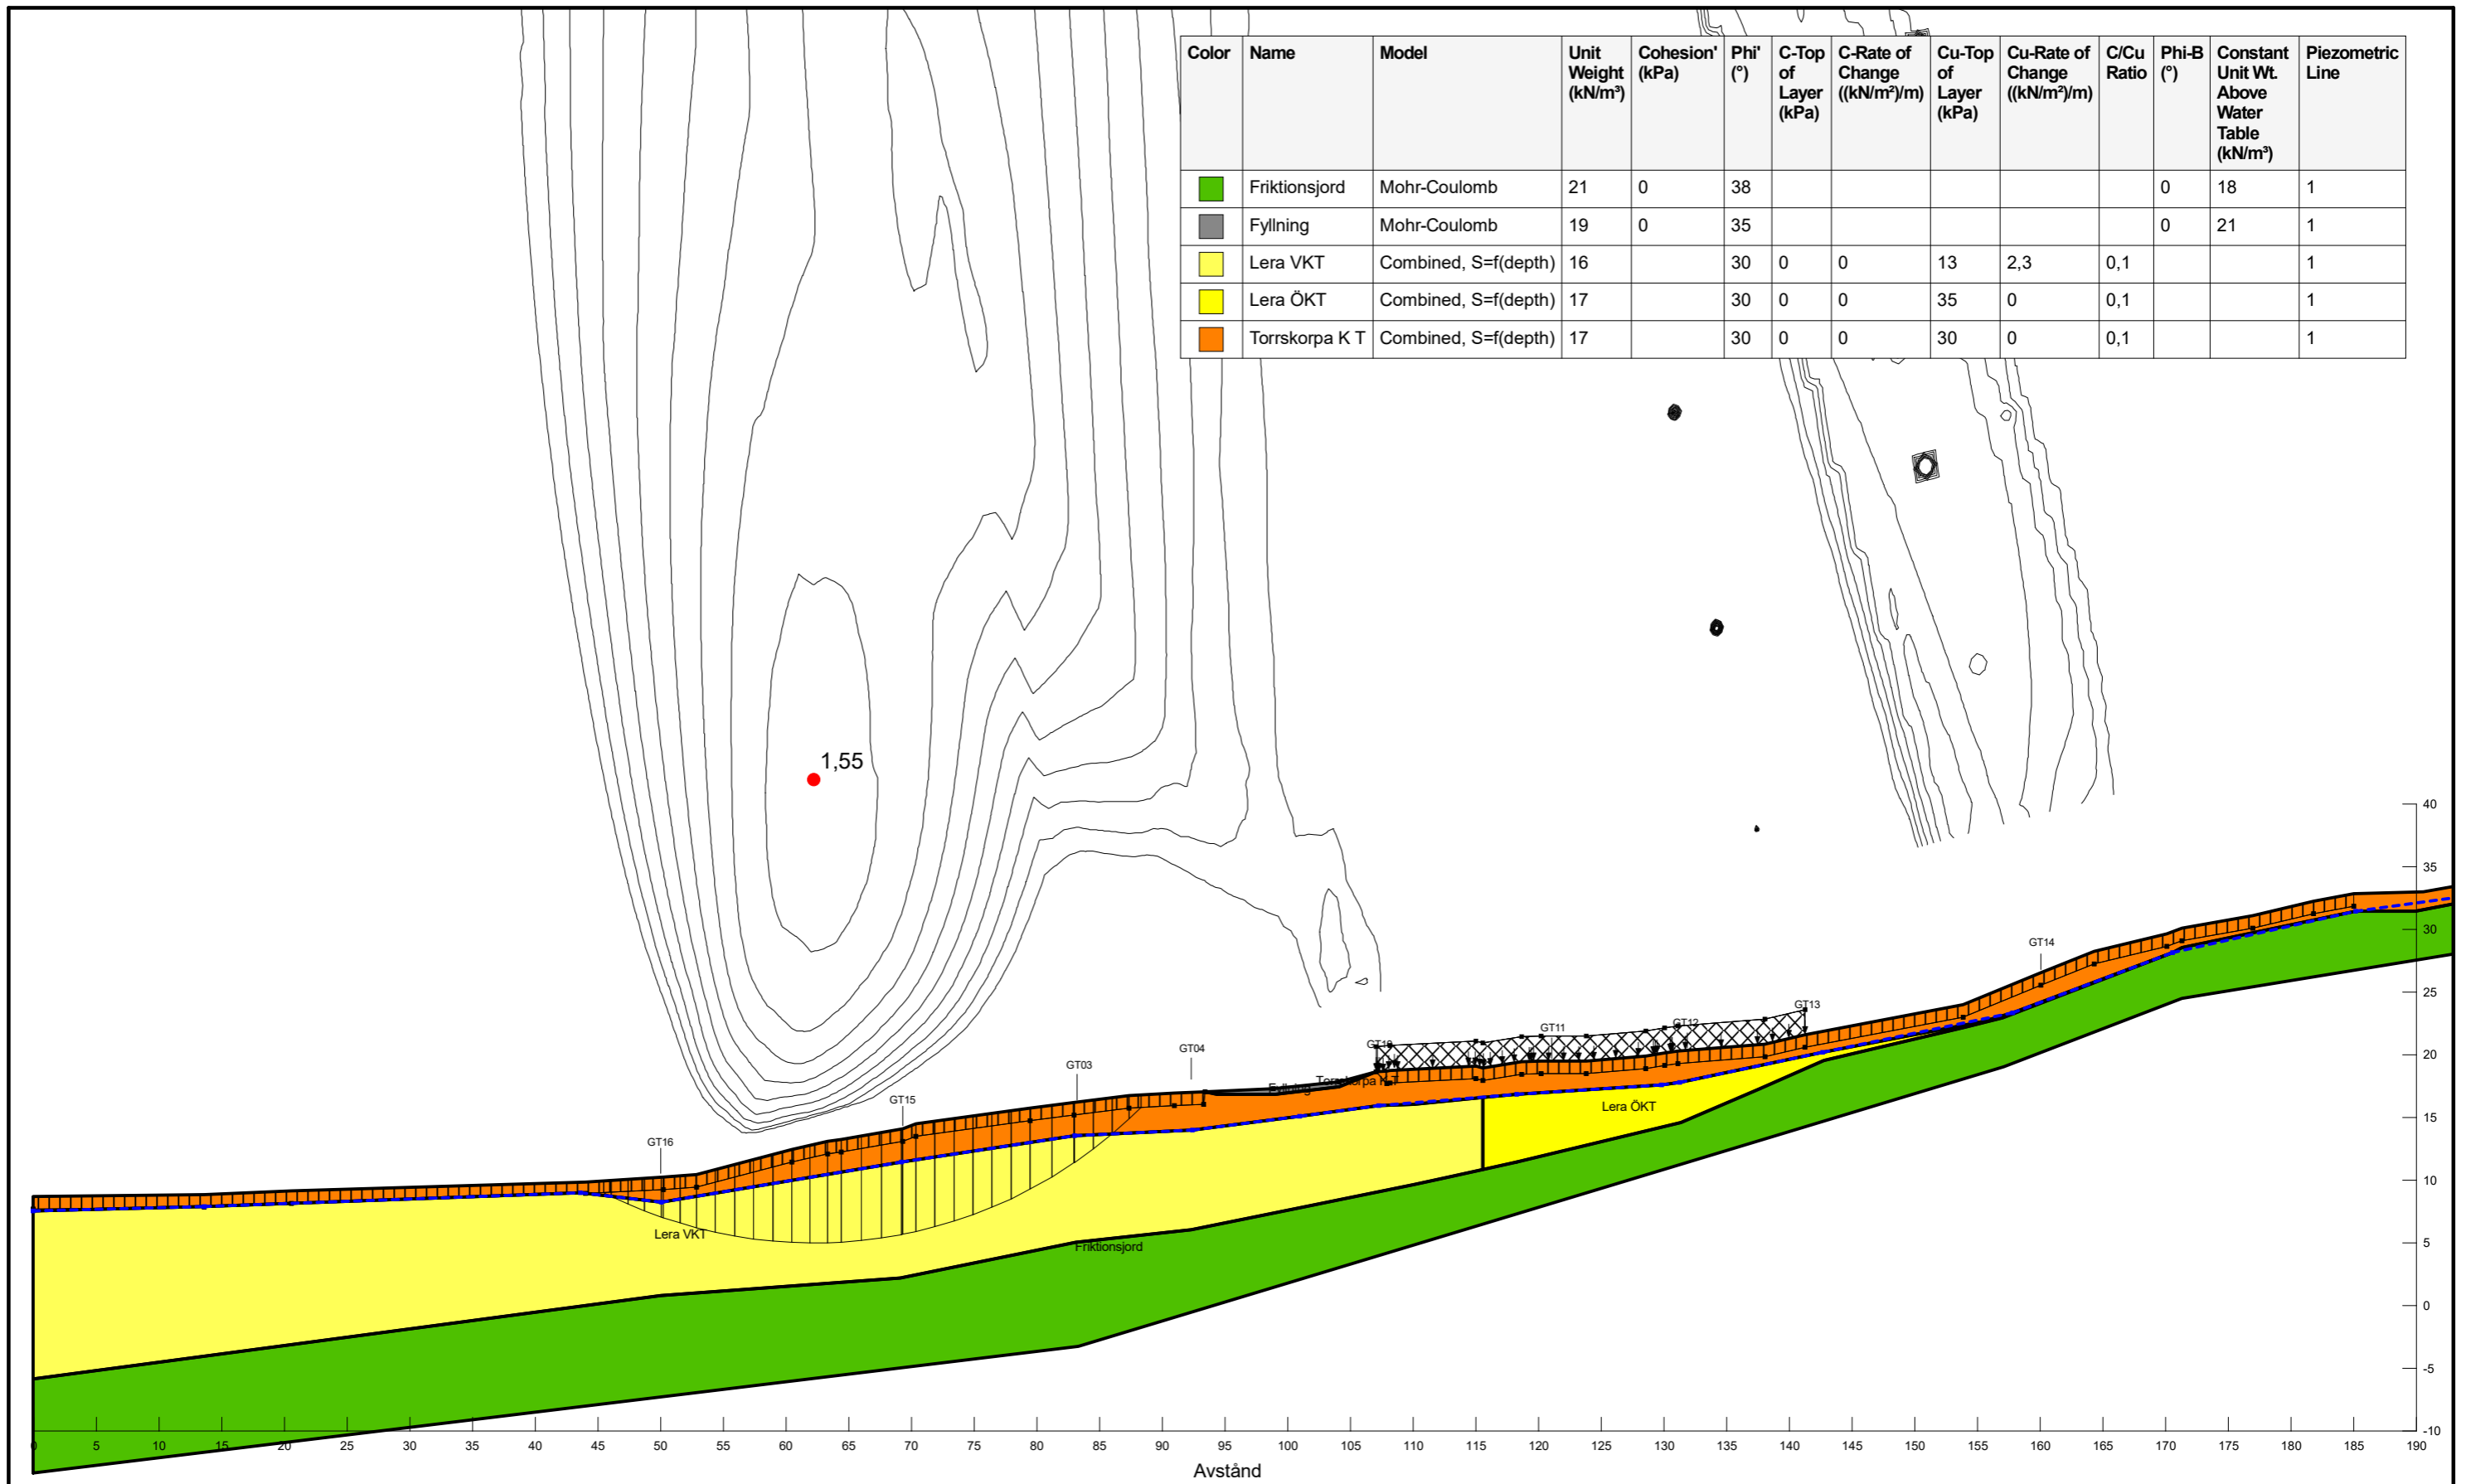 Color Name Model Unit Weight (kN/m³) Cohesion' (kPa) Phi' (°) C-Top of Layer (kPa) C-Rate of Change ((kN/m²)/m) Cu-Top of Layer (kPa) Cu-Rate of Change ((kN/m²)/m) C/Cu Ratio Phi-B (°) Constant Unit Wt. Above Water Table (kN/m³) Piezometric Line
Friktionsjord Mohr-Coulomb 21 0 38 0 18 1
Fyllning Mohr-Coulomb 19 0 35 0 21 1
Lera VKT Combined, S=f(depth) 16 30 0 0 13 2,3 0,1 1
Lera ÖKT Combined, S=f(depth) 17 30 0 0 35 0 0,1 1
Torrskorpa K T Combined, S=f(depth) 17 30 0 0 30 0 0,1 1
1,55
40
35
30
25
20
15
10
5
0
-5
-10
GT14
GT13
GT12
GT11
GT04
GT03
GT15
GT16
Fyllning
Torrskorpa K T
Lera ÖKT
Lera VKT
Friktionsjord
0 5 10 15 20 25 30 35 40 45 50 55 60 65 70 75 80 85 90 95 100 105 110 115 120 125 130 135 140 145 150 155 160 165 170 175 180 185 190
Avstånd